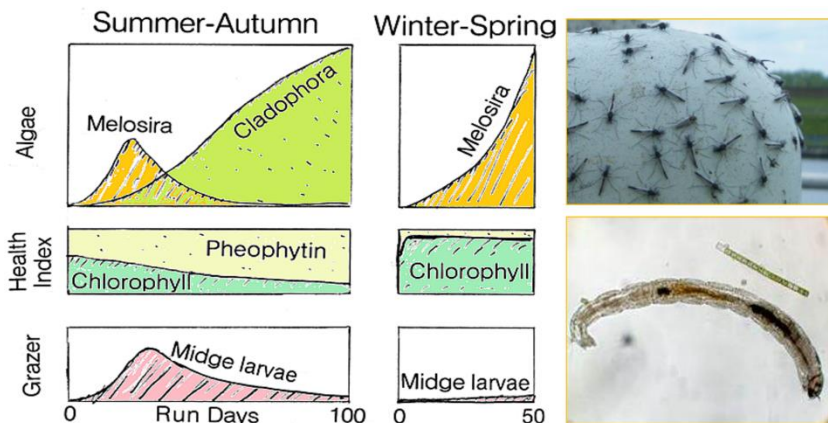 Summer-Autumn
Winter-Spring
Algae
Melosira
Cladophora
Melosira
Health
Index
Pheophytin
Chlorophyll
Chlorophyll
Grazer
Midge larvae
Midge larvae
0 Run Days 100
0 50